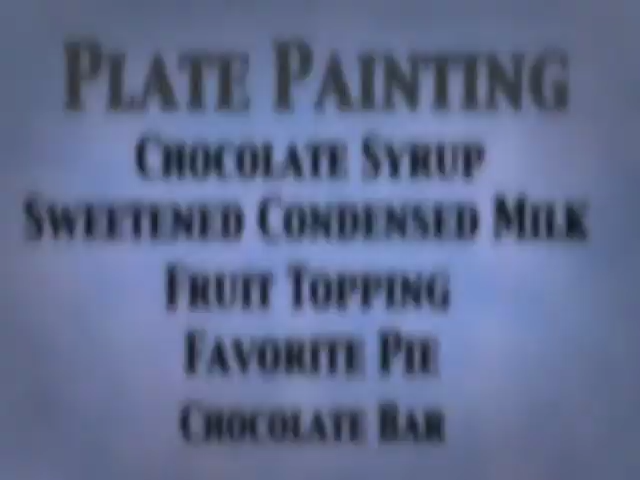 PLATE PAINTING
CHOCOLATE SYRUP
SWEETENED CONDENSED MILK
FRUIT TOPPING
FAVORITE PIE
CHOCOLATE BAR